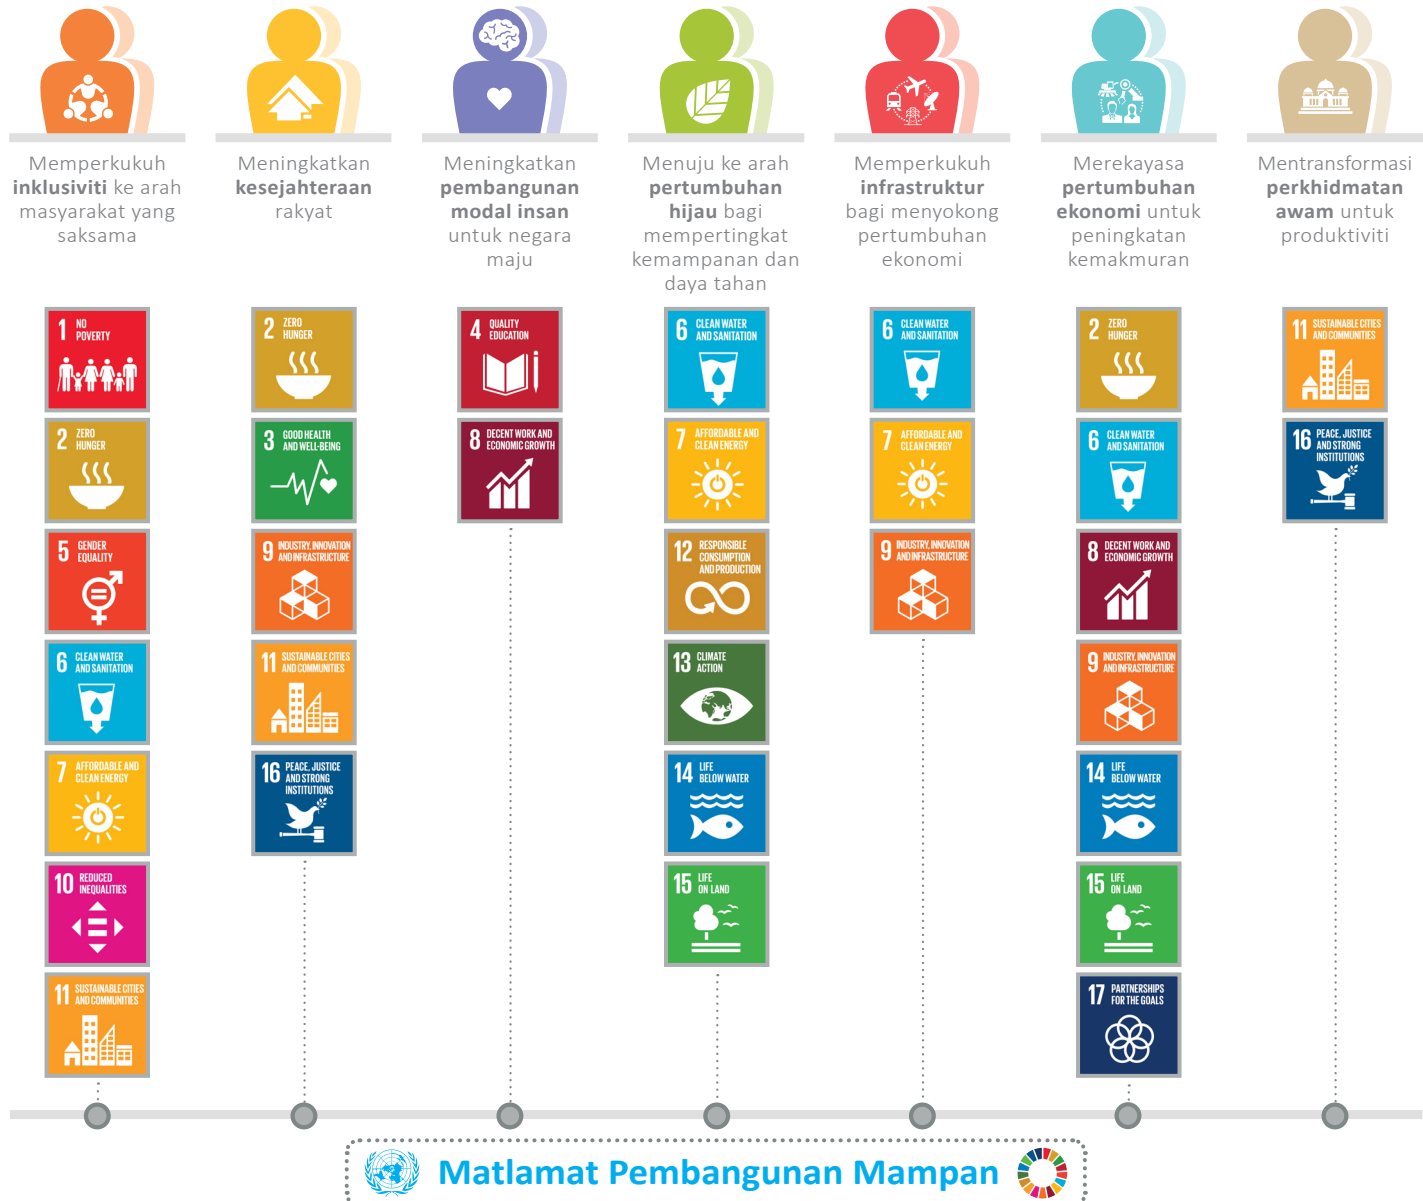 Memperkukuh
inklusiviti ke arah
masyarakat yang
saksama
Meningkatkan
kesejahteraan
rakyat
Meningkatkan
pembangunan
modal insan
untuk negara
maju
Menuju ke arah
pertumbuhan
hijau bagi
mempertingkat
kemampanan dan
daya tahan
Memperkukuh
infrastruktur
bagi menyokong
pertumbuhan
ekonomi
Merekayasa
pertumbuhan
ekonomi untuk
peningkatan
kemakmuran
Mentransformasi
perkhidmatan
awam untuk
produktiviti
1 NO
POVERTY
2 ZERO
HUNGER
5 GENDER
EQUALITY
6 CLEAN WATER
AND SANITATION
7 AFFORDABLE AND
CLEAN ENERGY
10 REDUCED
INEQUALITIES
11 SUSTAINABLE CITIES
AND COMMUNITIES
2 ZERO
HUNGER
3 GOOD HEALTH
AND WELL-BEING
9 INDUSTRY, INNOVATION
AND INFRASTRUCTURE
11 SUSTAINABLE CITIES
AND COMMUNITIES
16 PEACE, JUSTICE
AND STRONG
INSTITUTIONS
4 QUALITY
EDUCATION
8 DECENT WORK AND
ECONOMIC GROWTH
6 CLEAN WATER
AND SANITATION
7 AFFORDABLE AND
CLEAN ENERGY
12 RESPONSIBLE
CONSUMPTION
AND PRODUCTION
13 CLIMATE
ACTION
14 LIFE
BELOW WATER
15 LIFE
ON LAND
6 CLEAN WATER
AND SANITATION
7 AFFORDABLE AND
CLEAN ENERGY
9 INDUSTRY, INNOVATION
AND INFRASTRUCTURE
2 ZERO
HUNGER
6 CLEAN WATER
AND SANITATION
8 DECENT WORK AND
ECONOMIC GROWTH
9 INDUSTRY, INNOVATION
AND INFRASTRUCTURE
14 LIFE
BELOW WATER
15 LIFE
ON LAND
17 PARTNERSHIPS
FOR THE GOALS
11 SUSTAINABLE CITIES
AND COMMUNITIES
16 PEACE, JUSTICE
AND STRONG
INSTITUTIONS
Matlamat Pembangunan Mampan